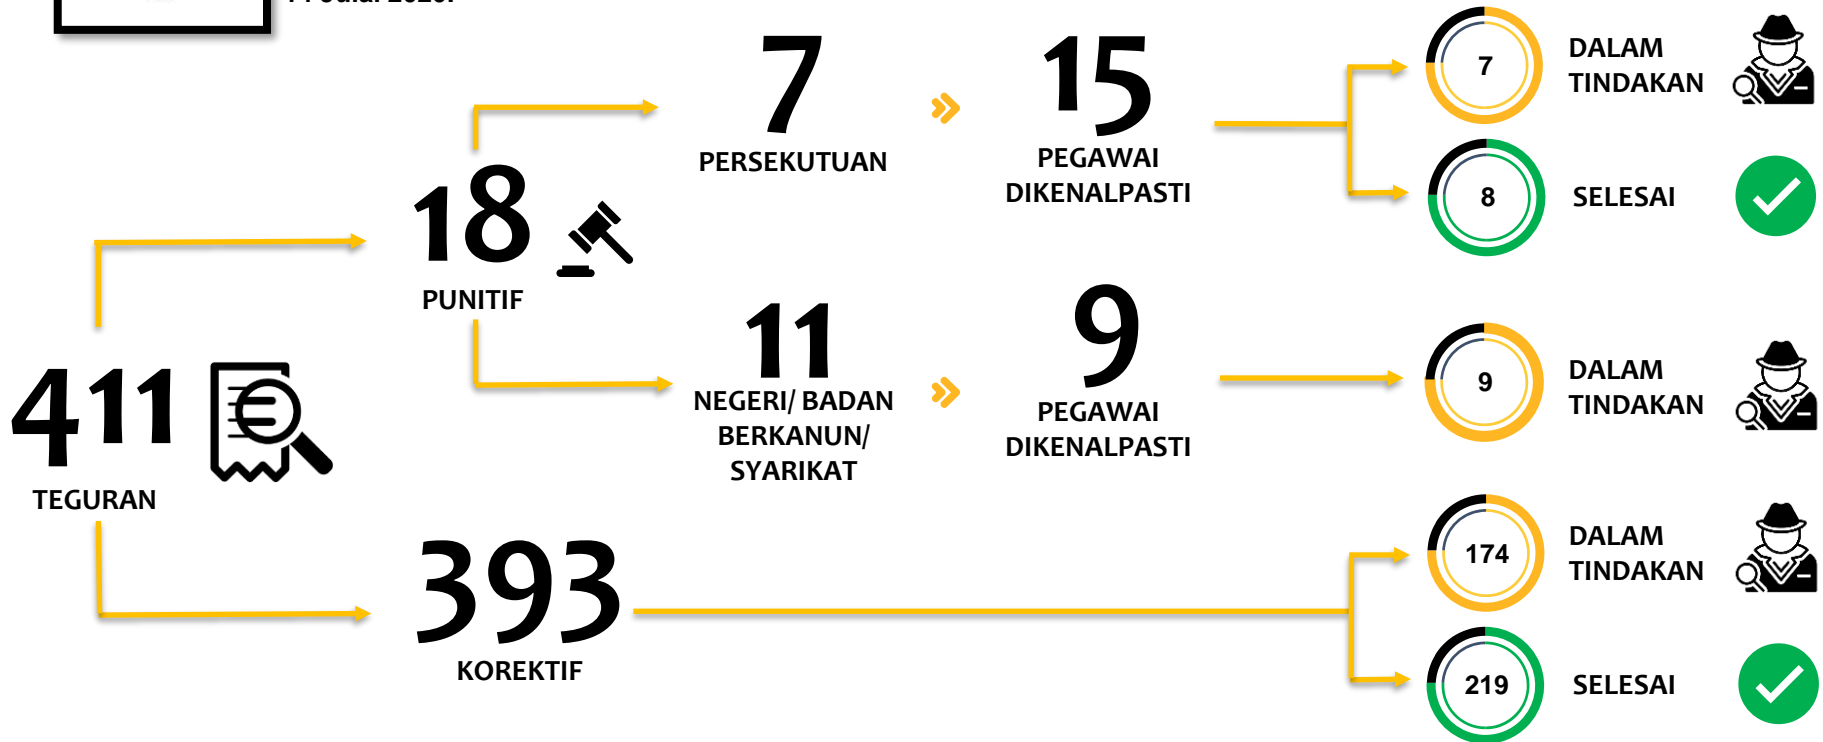 411
TEGURAN
18
PUNITIF
7
PERSEKUTUAN
15
PEGAWAI
DIKENALPASTI
7
DALAM
TINDAKAN
8
SELESAI
11
NEGERI/ BADAN
BERKANUN/
SYARIKAT
9
PEGAWAI
DIKENALPASTI
9
DALAM
TINDAKAN
393
KOREKTIF
174
DALAM
TINDAKAN
219
SELESAI